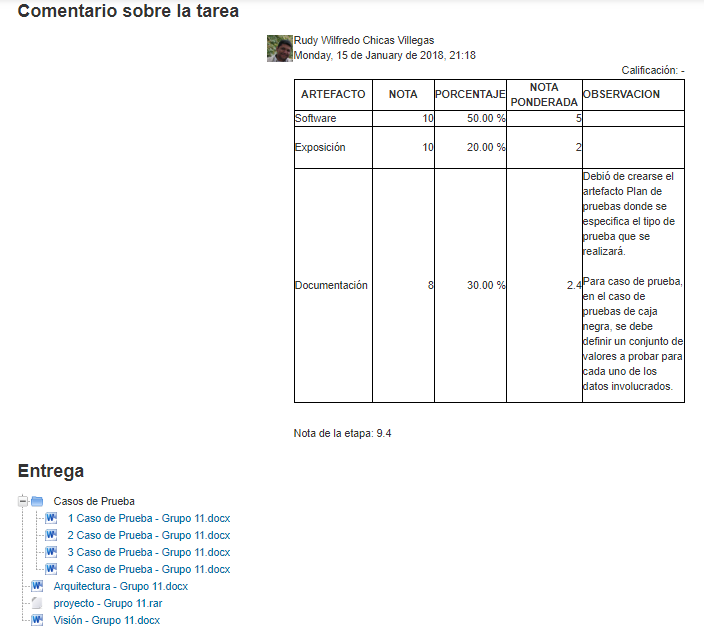 Comentario sobre la tarea
Rudy Wilfredo Chicas Villegas
Monday, 15 de January de 2018, 21:18
Calificación: -
ARTEFACTO NOTA PORCENTAJE NOTA PONDERADA OBSERVACION
Software 10 50.00 % 5
Exposición 10 20.00 % 2
Documentación 8 30.00 % 2.4
Debió de crearse el
artefacto Plan de
pruebas donde se
especifica el tipo de
prueba que se
realizará.
Para caso de prueba,
en el caso de
pruebas de caja
negra, se debe
definir un conjunto de
valores a probar para
cada uno de los
datos involucrados.
Nota de la etapa: 9.4
Entrega
Casos de Prueba
1 Caso de Prueba - Grupo 11.docx
2 Caso de Prueba - Grupo 11.docx
3 Caso de Prueba - Grupo 11.docx
4 Caso de Prueba - Grupo 11.docx
Arquitectura - Grupo 11.docx
proyecto - Grupo 11.rar
Visión - Grupo 11.docx